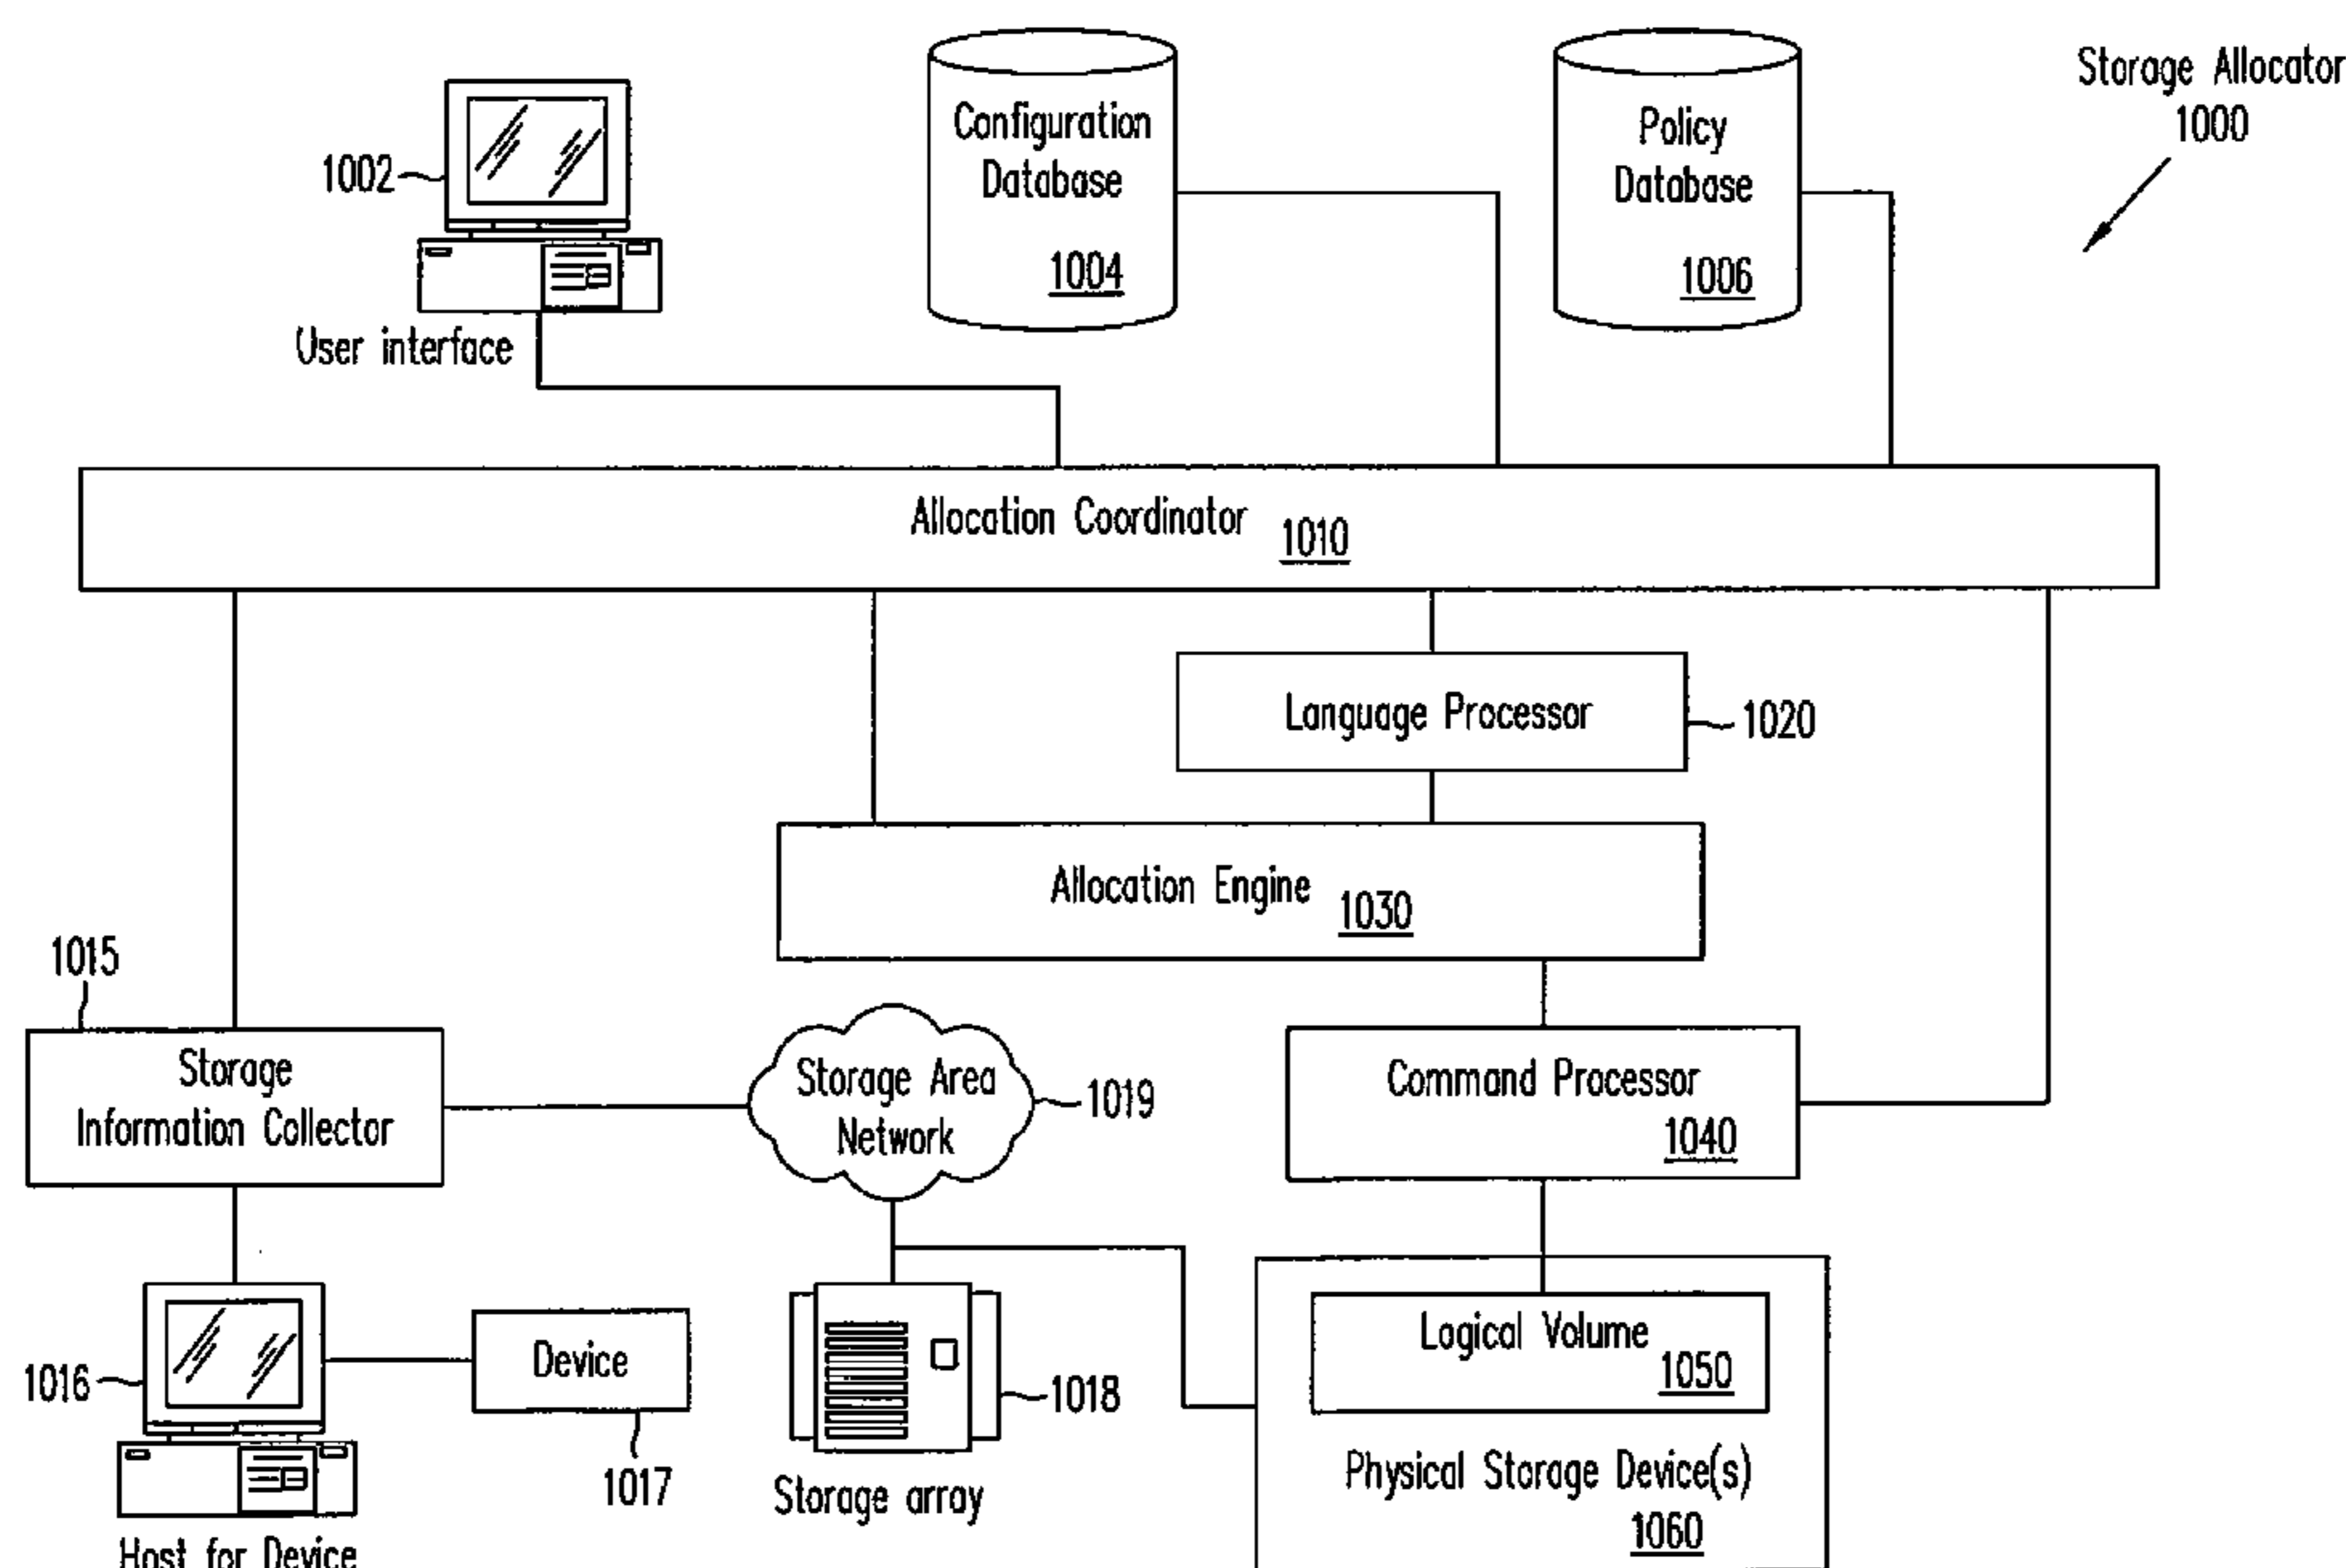 Storage Allocator
1000
Configuration
Database
1004
Policy
Database
1006
1002
User interface
Allocation Coordinator 1010
Language Processor
1020
Allocation Engine 1030
1015
Storage
Information Collector
Storage Area
Network
1019
Command Processor
1040
1016
Device
1017
1018
Storage array
Logical Volume
1050
Physical Storage Device(s)
1060
Host for Device